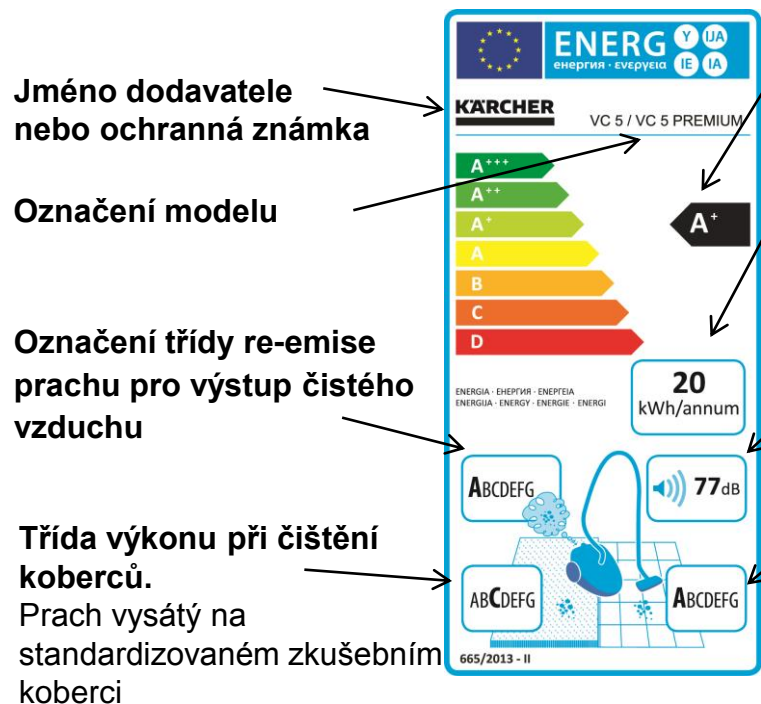 ENERG Y IJA
енергия · ενεργεια IE IA
Jméno dodavatele
nebo ochranná známka
KÄRCHER
VC 5 / VC 5 PREMIUM
Označení modelu
A+++
A++
A+
A
B
C
D
A+
Označení třídy re-emise
prachu pro výstup čistého
vzduchu
ENERGIA · ЕНЕРГИЯ · ΕΝΕΡΓΕΙΑ
ENERGIJA · ENERGY · ENERGIE · ENERGI
20
kWh/annum
ABCDEFG
77dB
Třída výkonu při čištění
koberců.
Prach vysátý na
standardizovaném zkušebním
koberci
ABCDEFG
ABCDEFG
665/2013 - II